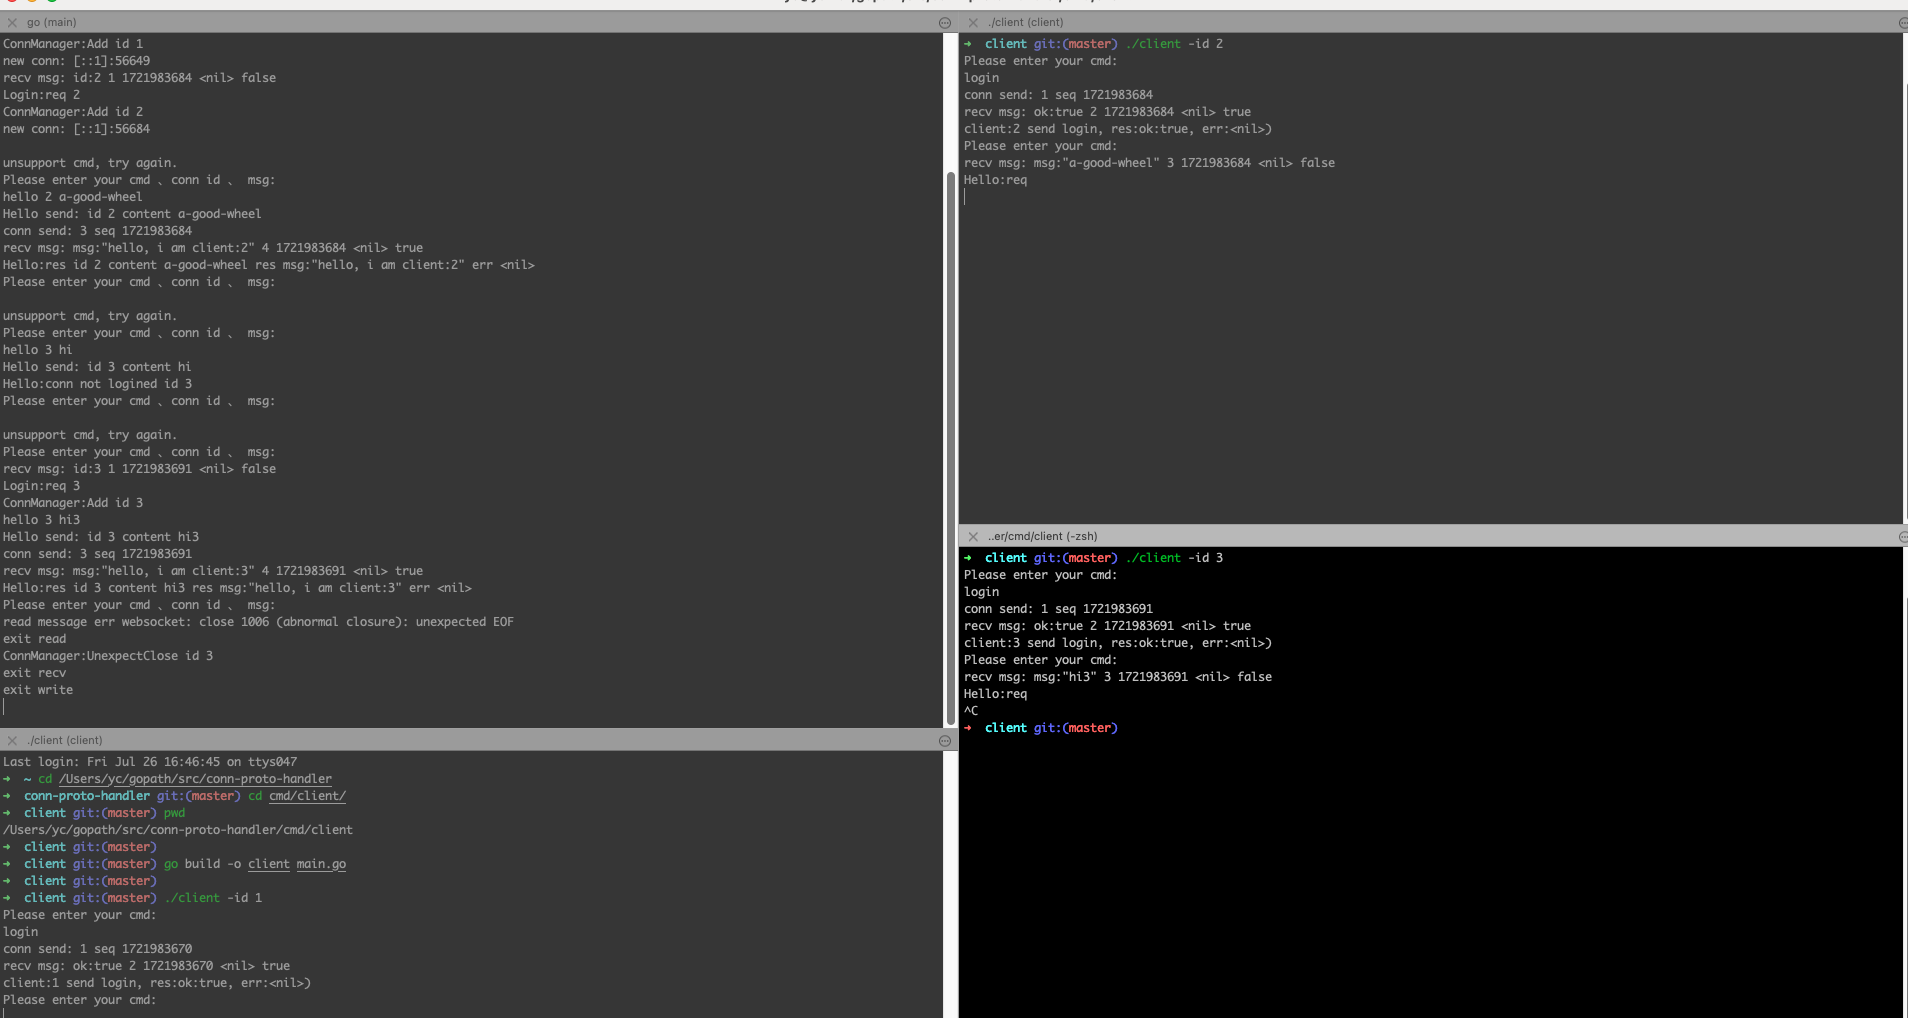 go (main)
ConnManager:Add id 1
new conn: [::1]:56649
recv msg: id:2 1 1721983684 <nil> false
Login:req 2
ConnManager:Add id 2
new conn: [::1]:56684
unsupport cmd, try again.
Please enter your cmd 、conn id 、 msg:
hello 2 a-good-wheel
Hello send: id 2 content a-good-wheel
conn send: 3 seq 1721983684
recv msg: msg:"hello, i am client:2" 4 1721983684 <nil> true
Hello:res id 2 content a-good-wheel res msg:"hello, i am client:2" err <nil>
Please enter your cmd 、conn id 、 msg:
unsupport cmd, try again.
Please enter your cmd 、conn id 、 msg:
hello 3 hi
Hello send: id 3 content hi
Hello:conn not logined id 3
Please enter your cmd 、conn id 、 msg:
unsupport cmd, try again.
Please enter your cmd 、conn id 、 msg:
recv msg: id:3 1 1721983691 <nil> false
Login:req 3
ConnManager:Add id 3
hello 3 hi3
Hello send: id 3 content hi3
conn send: 3 seq 1721983691
recv msg: msg:"hello, i am client:3" 4 1721983691 <nil> true
Hello:res id 3 content hi3 res msg:"hello, i am client:3" err <nil>
Please enter your cmd 、conn id 、 msg:
read message err websocket: close 1006 (abnormal closure): unexpected EOF
exit read
ConnManager:UnexpectClose id 3
exit recv
exit write
./client (client)
Last login: Fri Jul 26 16:46:45 on ttys047
➜ ~ cd /Users/yc/gopath/src/conn-proto-handler
➜ conn-proto-handler git:(master) cd cmd/client/
➜ client git:(master) pwd
/Users/yc/gopath/src/conn-proto-handler/cmd/client
➜ client git:(master)
➜ client git:(master) go build -o client main.go
➜ client git:(master)
➜ client git:(master) ./client -id 1
Please enter your cmd:
login
conn send: 1 seq 1721983670
recv msg: ok:true 2 1721983670 <nil> true
client:1 send login, res:ok:true, err:<nil>)
Please enter your cmd:
./client (client)
➜ client git:(master) ./client -id 2
Please enter your cmd:
login
conn send: 1 seq 1721983684
recv msg: ok:true 2 1721983684 <nil> true
client:2 send login, res:ok:true, err:<nil>)
Please enter your cmd:
recv msg: msg:"a-good-wheel" 3 1721983684 <nil> false
Hello:req
..er/cmd/client (-zsh)
➜ client git:(master) ./client -id 3
Please enter your cmd:
login
conn send: 1 seq 1721983691
recv msg: ok:true 2 1721983691 <nil> true
client:3 send login, res:ok:true, err:<nil>)
Please enter your cmd:
recv msg: msg:"hi3" 3 1721983691 <nil> false
Hello:req
^C
➜ client git:(master)